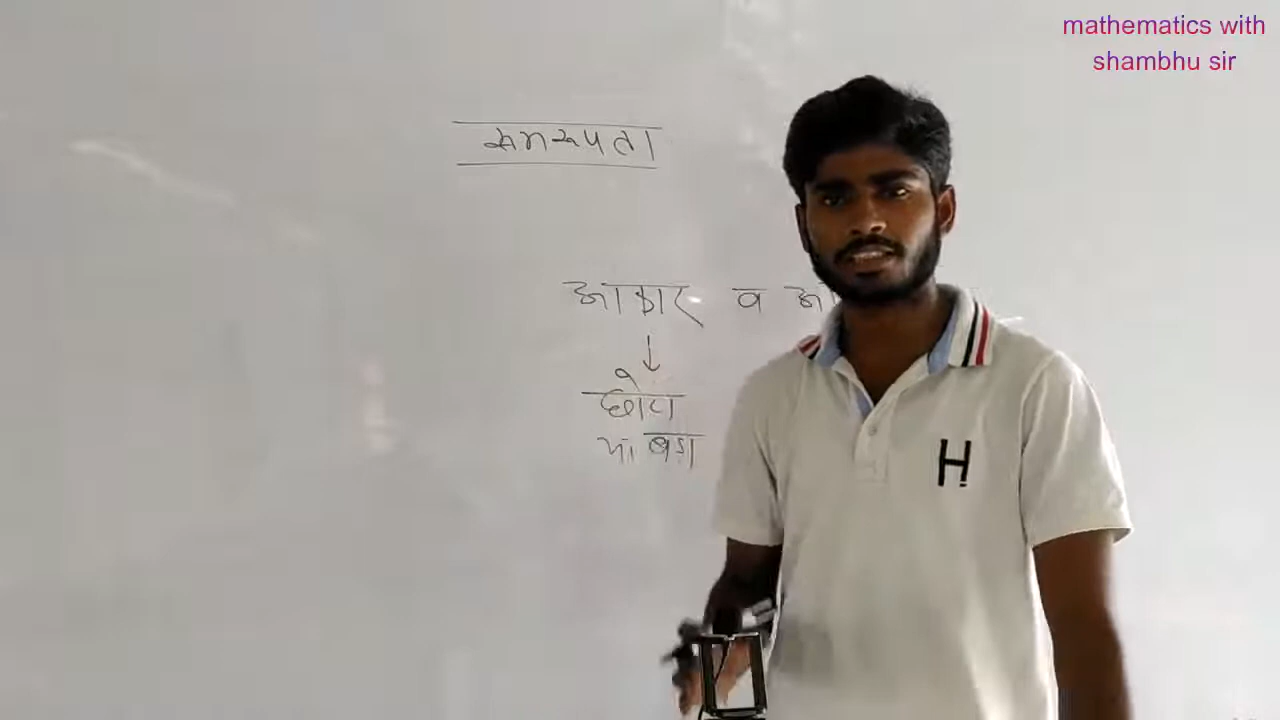 mathematics with
shambhu sir
समरूपता
आकार व आ
छोटा
या बड़ा
H